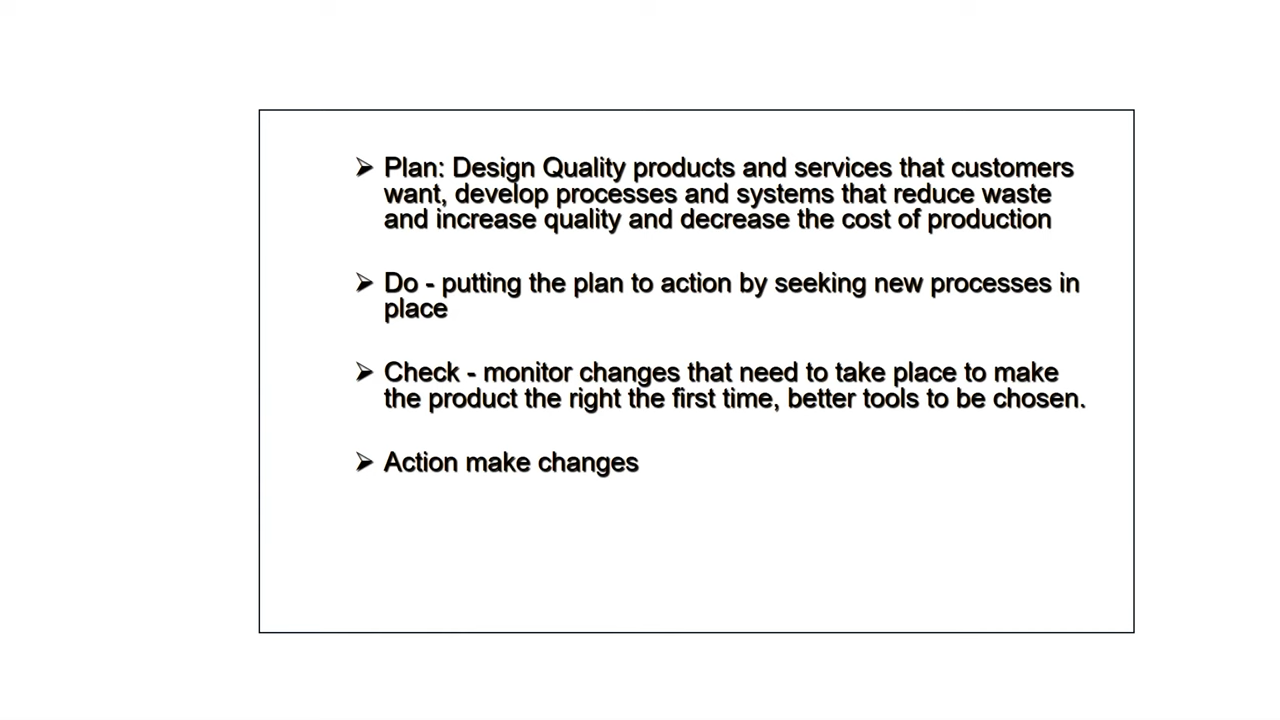 ➢ Plan: Design Quality products and services that customers
want, develop processes and systems that reduce waste
and increase quality and decrease the cost of production
➢ Do - putting the plan to action by seeking new processes in
place
➢ Check - monitor changes that need to take place to make
the product the right the first time, better tools to be chosen.
➢ Action make changes